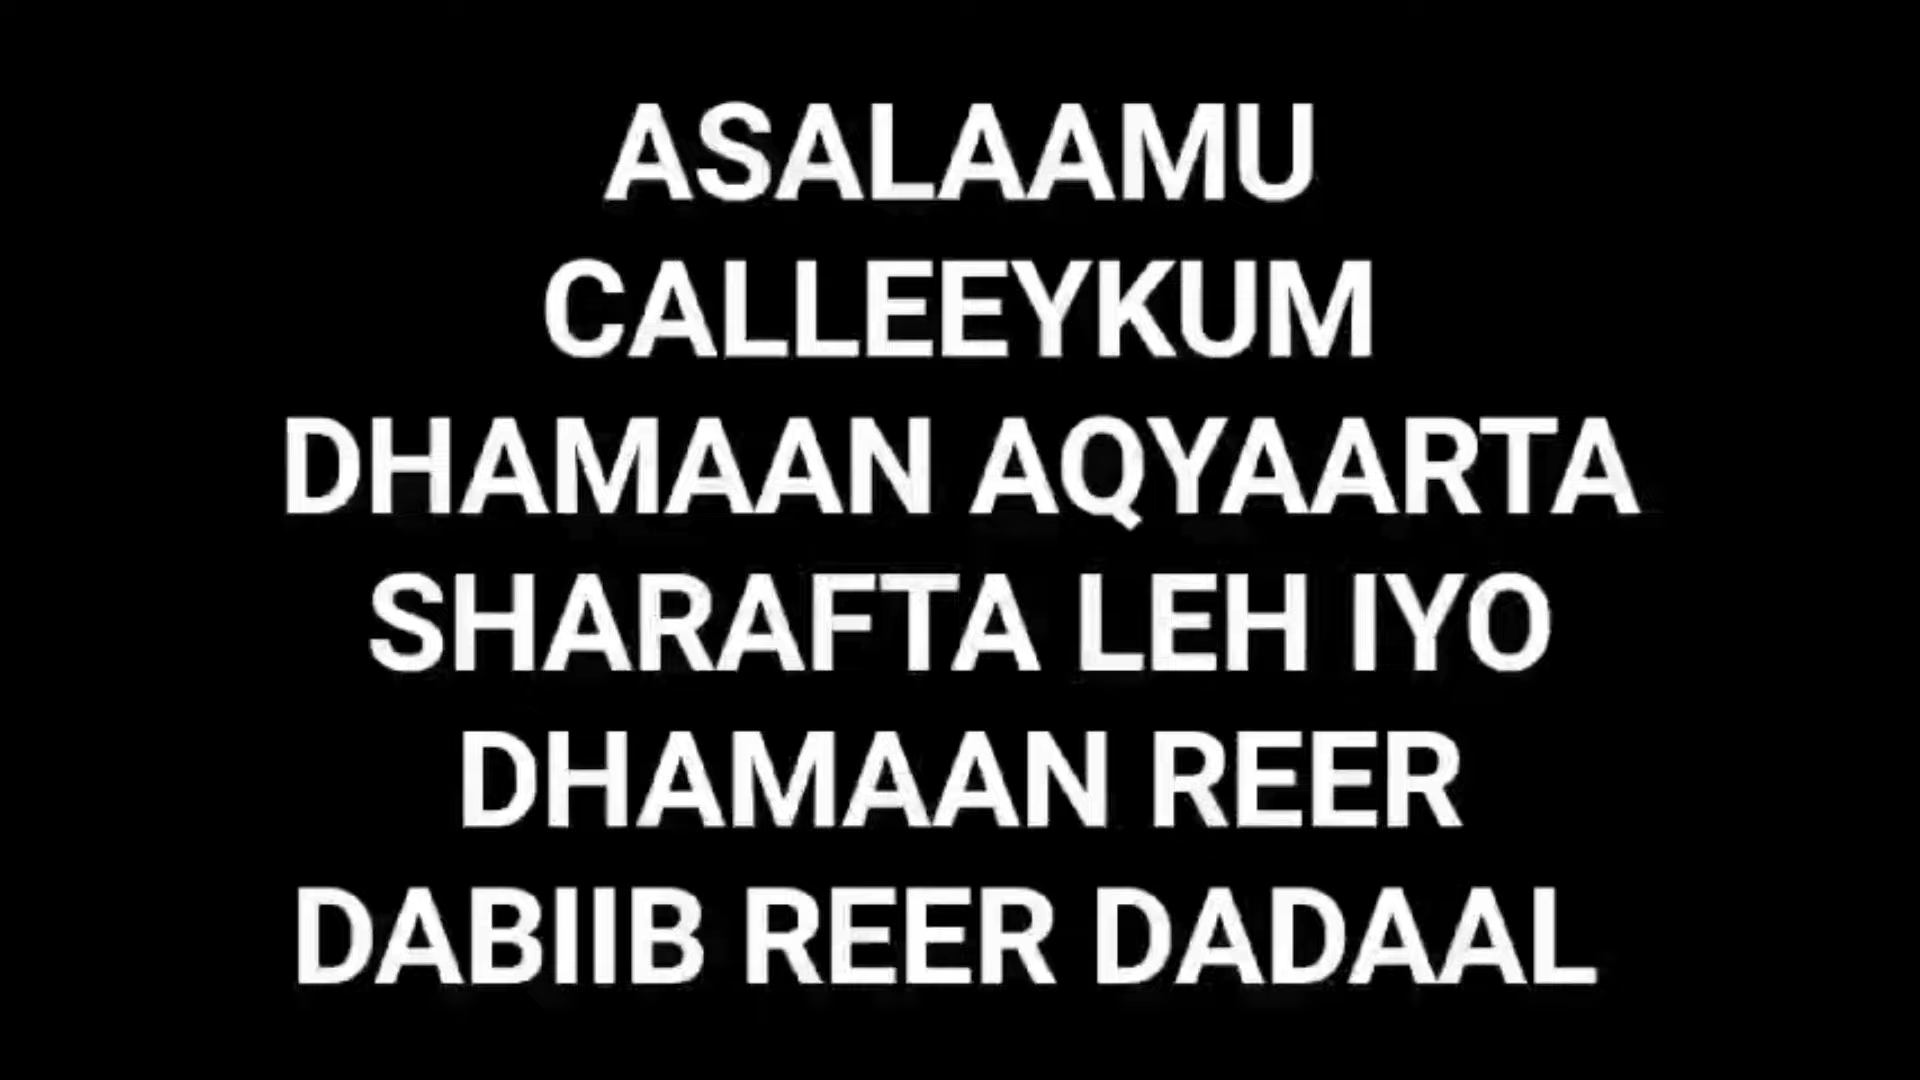 ASALAAMU
CALLEEYKUM
DHAMAAN AQYAARTA
SHARAFTA LEH IYO
DHAMAAN REER
DABIIB REER DADAAL